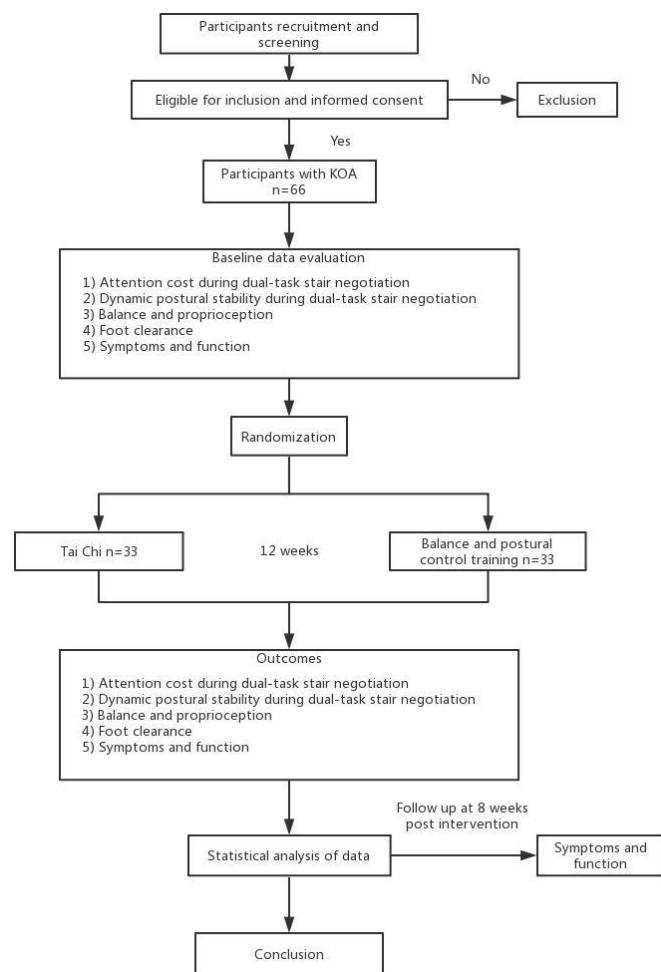 Participants recruitment and
screening
Eligible for inclusion and informed consent
No
Exclusion
Yes
Participants with KOA
n=66
Baseline data evaluation
1) Attention cost during dual-task stair negotiation
2) Dynamic postural stability during dual-task stair negotiation
3) Balance and proprioception
4) Foot clearance
5) Symptoms and function
Randomization
Tai Chi n=33
12 weeks
Balance and postural
control training n=33
Outcomes
1) Attention cost during dual-task stair negotiation
2) Dynamic postural stability during dual-task stair negotiation
3) Balance and proprioception
4) Foot clearance
5) Symptoms and function
Follow up at 8 weeks
post intervention
Statistical analysis of data
Symptoms and
function
Conclusion